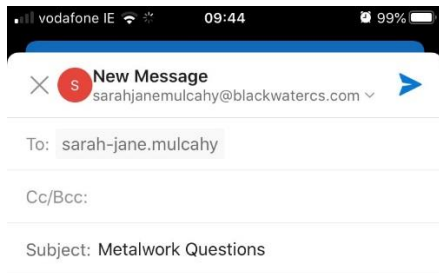 vodafone IE 09:44 99%
S New Message
sarahjanemulcahy@blackwatercs.com
To: sarah-jane.mulcahy
Cc/Bcc:
Subject: Metalwork Questions